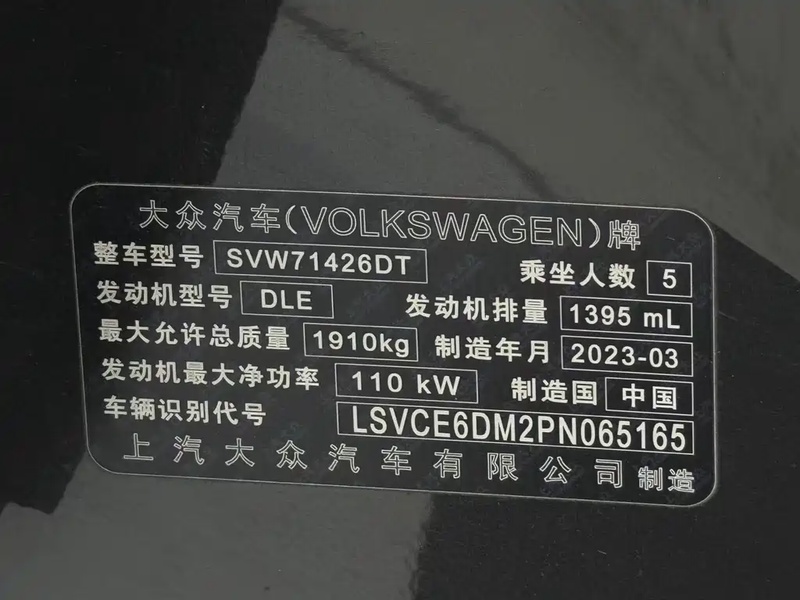 大众汽车(VOLKSWAGEN)牌
整车型号 SVW71426DT 乘坐人数 5
发动机型号 DLE 发动机排量 1395 mL
最大允许总质量 1910kg 制造年月 2023-03
发动机最大净功率 110 kW 制造国 中国
车辆识别代号 LSVCE6DM2PN065165
上汽大众汽车有限公司 制造